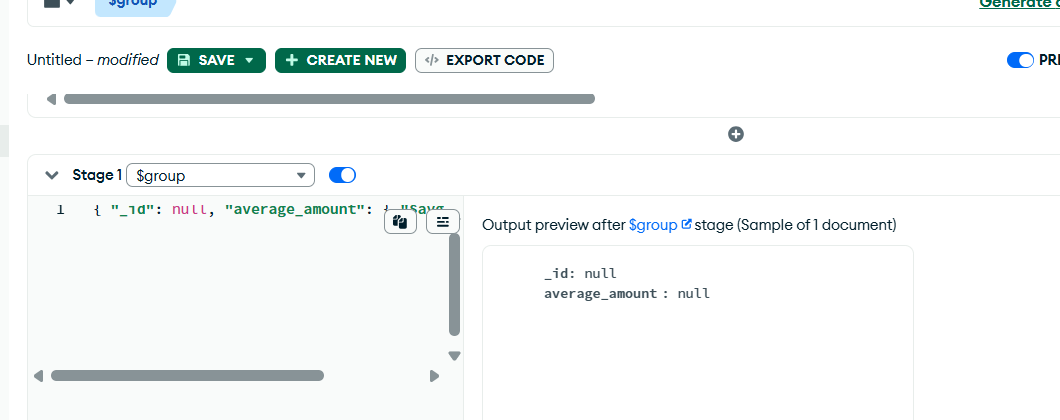 $group
Generate
Untitled – modified SAVE CREATE NEW </> EXPORT CODE
Stage 1 $group
1 { "_id": null, "average_amount": { "$avg
Output preview after $group stage (Sample of 1 document)
_id: null
average_amount : null